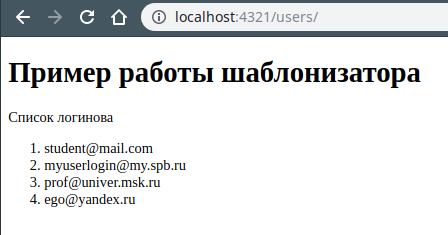 localhost:4321/users/
Пример работы шаблонизатора
Список логинова
1. student@mail.com
2. myuserlogin@my.spb.ru
3. prof@univer.msk.ru
4. ego@yandex.ru